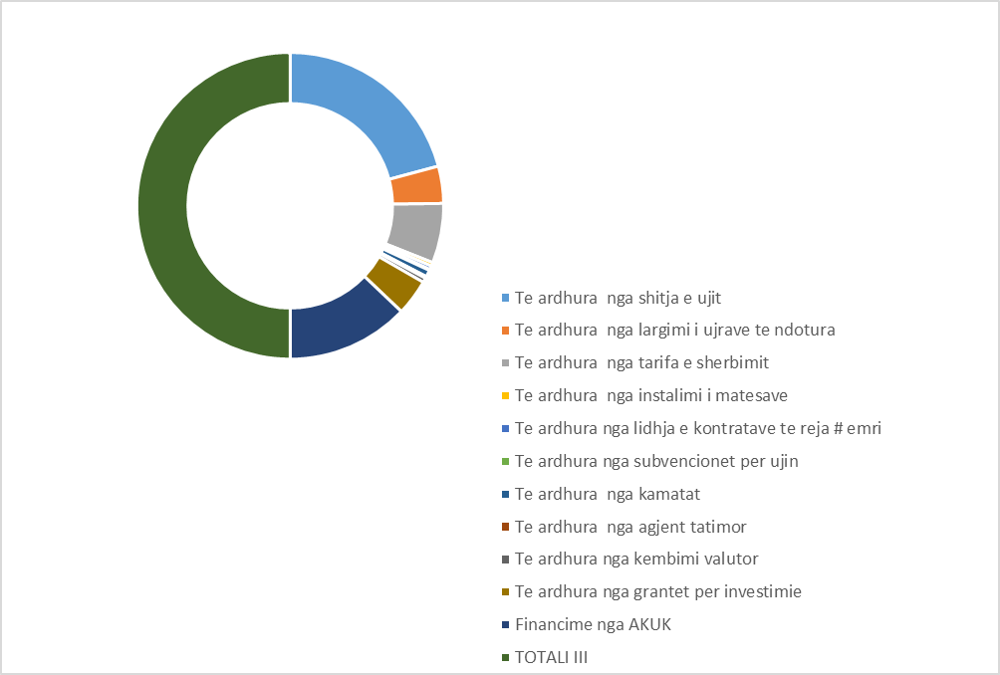 Te ardhura  nga shitja e ujit
Te ardhura  nga largimi i ujrave te ndotura
Te ardhura  nga tarifa e sherbimit
Te ardhura  nga instalimi i matesave
Te ardhura nga lidhja e kontratave te reja # emri
Te ardhura nga subvencionet per ujin
Te ardhura  nga kamatat
Te ardhura  nga agjent tatimor
Te ardhura nga kembimi valutor
Te ardhura nga grantet per investimie
Financime nga AKUK
TOTALI III